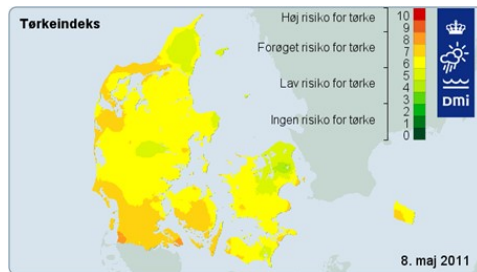 Tørkeindeks
Høj risiko for tørke
Forøget risiko for tørke
Lav risiko for tørke
Ingen risiko for tørke
10
9
8
7
6
5
4
3
2
1
0
DMi
8. maj 2011